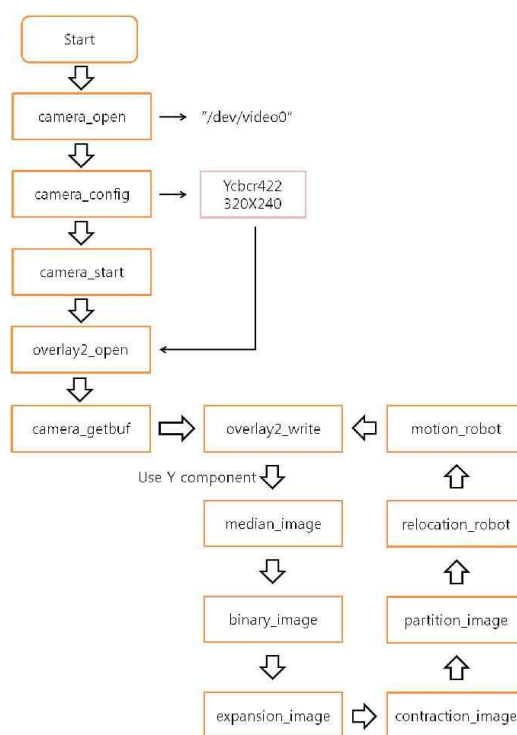 Start
camera_open
"/dev/video0"
camera_config
Ycbcr422
320X240
camera_start
overlay2_open
camera_getbuf
overlay2_write
motion_robot
Use Y component
median_image
relocation_robot
binary_image
partition_image
expansion_image
contraction_image